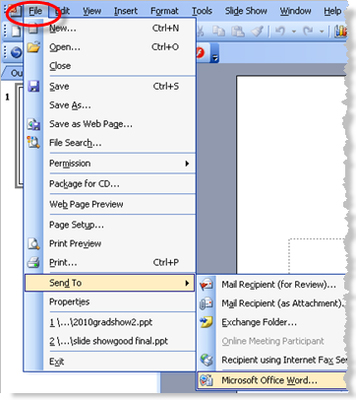 File Edit View Insert Format Tools Slide Show Window Help
New... Ctrl+N
Open... Ctrl+O
Close
Save Ctrl+S
Save As...
Save as Web Page...
File Search...
Permission
Package for CD...
Web Page Preview
Page Setup...
Print Preview
Print... Ctrl+P
Send To
Properties
1 \...\2010gradshow2.ppt
2 \...\slide showgood final.ppt
Exit
Ou
1
Mail Recipient (for Review)...
Mail Recipient (as Attachment)...
Exchange Folder...
Online Meeting Participant
Recipient using Internet Fax Ser
Microsoft Office Word...